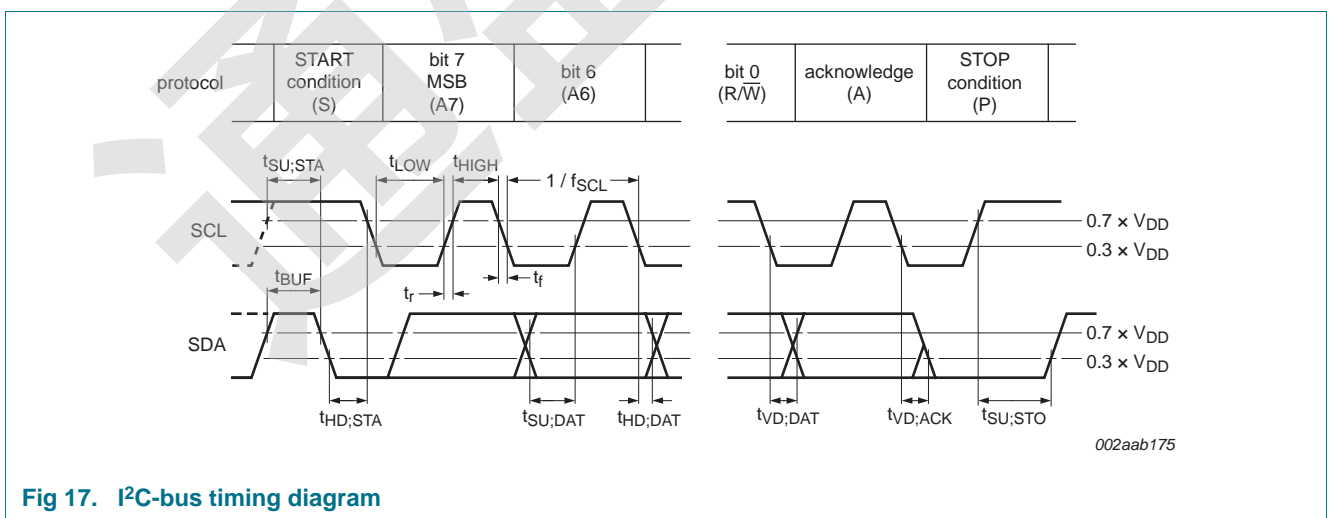 protocol
START
condition
(S)
bit 7
MSB
(A7)
bit 6
(A6)
bit 0
(R/W̅)
acknowledge
(A)
STOP
condition
(P)
tSU;STA
tLOW
tHIGH
1 / fSCL
SCL
0.7 × VDD
0.3 × VDD
tBUF
tr
tf
SDA
0.7 × VDD
0.3 × VDD
tHD;STA
tSU;DAT
tHD;DAT
tVD;DAT
tVD;ACK
tSU;STO
002aab175
Fig 17. I²C-bus timing diagram